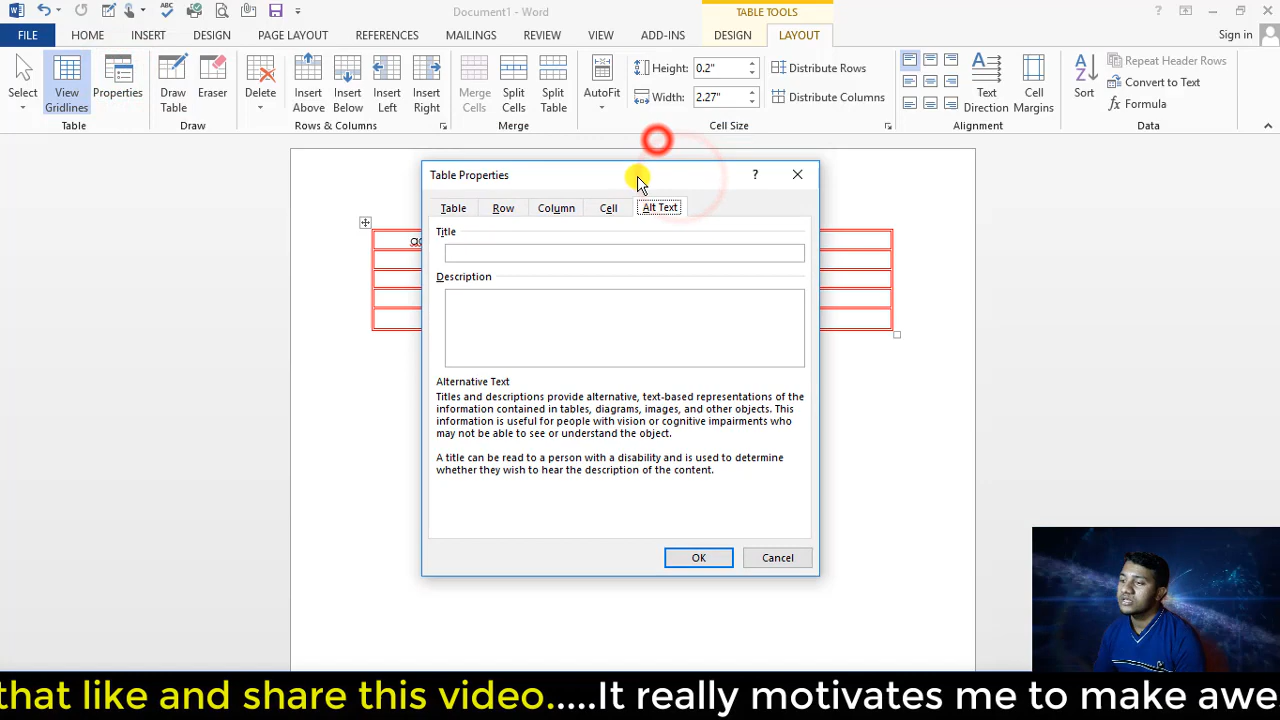 Document1 - Word
TABLE TOOLS
?
FILE
HOME
INSERT
DESIGN
PAGE LAYOUT
REFERENCES
MAILINGS
REVIEW
VIEW
ADD-INS
DESIGN
LAYOUT
Sign in
Select
View
Gridlines
Properties
Table
Draw
Table
Eraser
Draw
Delete
Insert
Above
Insert
Below
Insert
Left
Insert
Right
Rows & Columns
Merge
Cells
Split
Cells
Split
Table
Merge
AutoFit
Height: 0.2"
Width: 2.27"
Distribute Rows
Distribute Columns
Cell Size
Text
Direction
Cell
Margins
Alignment
Sort
Repeat Header Rows
Convert to Text
Formula
Data
Table Properties
?
Table
Row
Column
Cell
Alt Text
Title
Description
Alternative Text
Titles and descriptions provide alternative, text-based representations of the
information contained in tables, diagrams, images, and other objects. This
information is useful for people with vision or cognitive impairments who
may not be able to see or understand the object.
A title can be read to a person with a disability and is used to determine
whether they wish to hear the description of the content.
OK
Cancel
that like and share this video.....It really motivates me to make awe